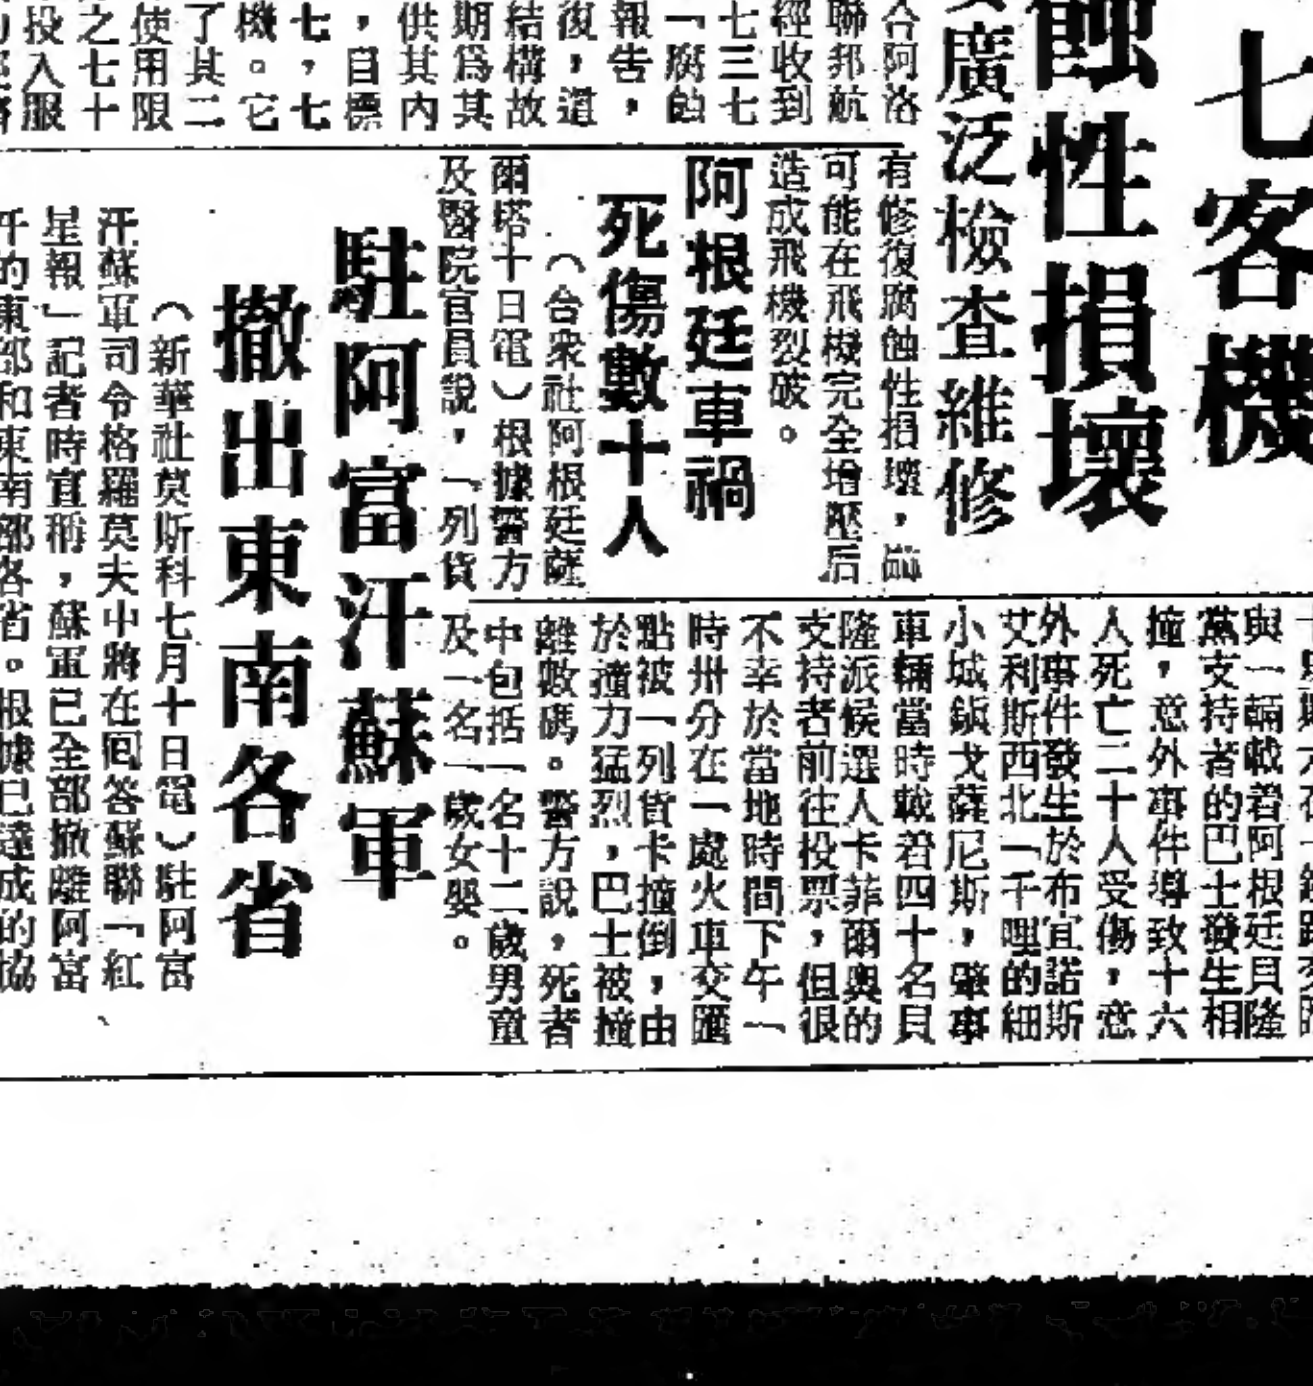 七客機
蝕性損壞
廣泛檢查維修
合阿洛
聯邦航
經收到
七三七
「腐蝕
報告,
復,還
結構故
期爲其
供其內
,目標
七,七
機。它
了其二
使用限
之七十
投入服
有修復腐蝕性損壞,
可能在飛機完全增壓后
造成飛機裂破。
阿根廷車禍
死傷數十人
(台衆社阿根廷薩
爾塔十日電)根據警方
及醫院官員說,一列貨
與一輛載着阿根廷貝隆
黨支持者的巴士發生相
撞,意外事件導致十六
人死亡二十人受傷,意
外事件發生於布宜諾斯
艾利斯西北一千哩的細
小城鎮戈薩尼斯,肇事
車輛當時載着四十名貝
隆派候選人卡菲爾奧的
支持者前往投票,但很
不幸於當地時間下午一
時卅分在一處火車交匯
點被一列貨卡撞倒,由
於撞力猛烈,巴士被撞
離數碼。警方說,死者
中包括一名十二歲男童
及一名一歲女嬰。
駐阿富汗蘇軍
撤出東南各省
(新華社莫斯科七月十日電)駐阿富
汗蘇軍司令格羅莫夫中將在回答蘇聯「紅
星報」記者時宣稱,蘇軍已全部撤離阿富
汗的東部和東南部各省。根據已達成的協